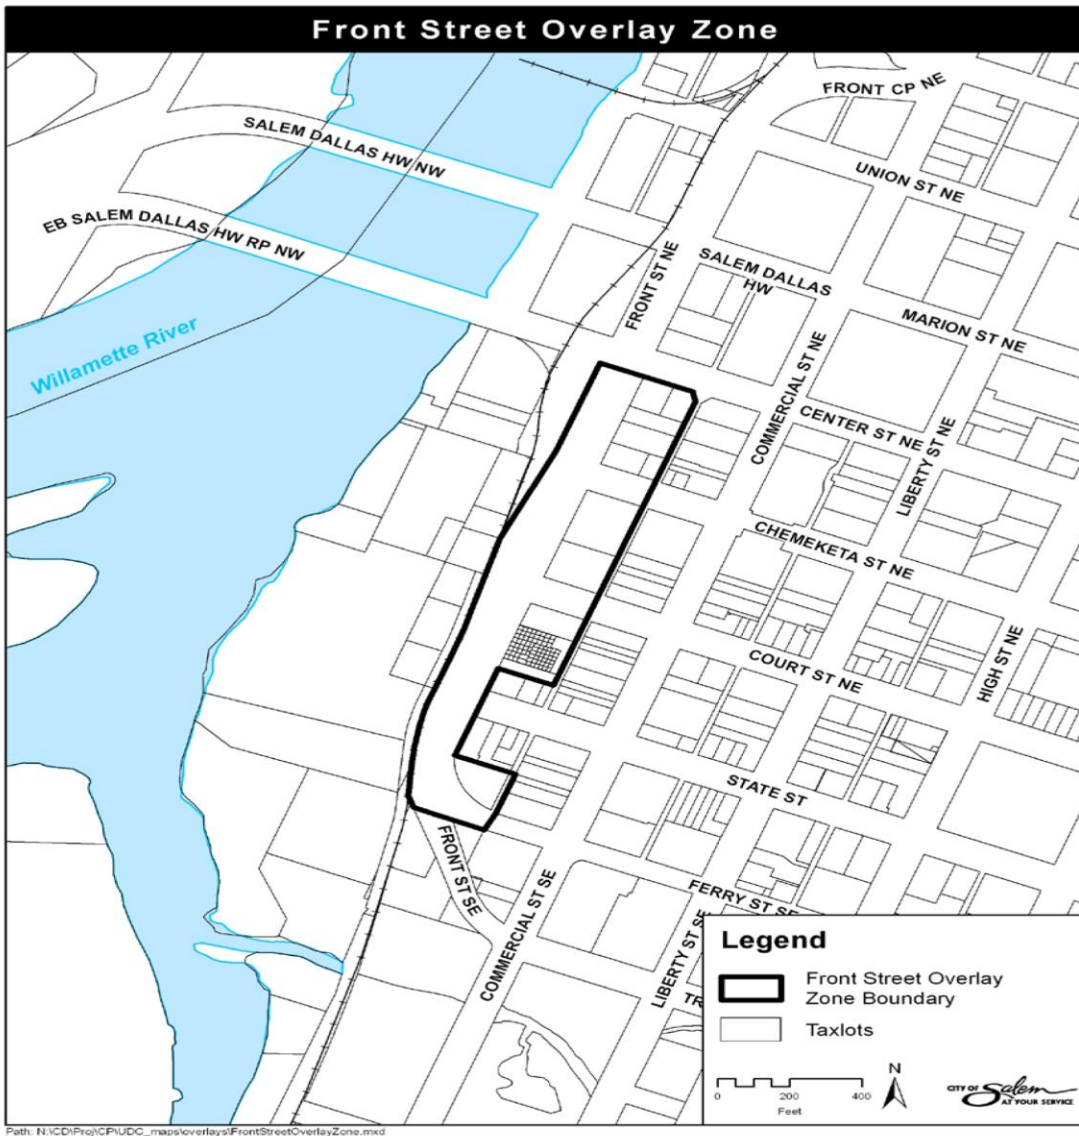 Front Street Overlay Zone
FRONT CP NE
SALEM DALLAS HW NW
UNION ST NE
EB SALEM DALLAS HW RP NW
FRONT ST NE
SALEM DALLAS
HW
MARION ST NE
Willamette River
COMMERCIAL ST NE
CENTER ST NE
LIBERTY ST NE
CHEMEKETA ST NE
COURT ST NE
HIGH ST NE
STATE ST
FRONT ST SE
COMMERCIAL ST SE
FERRY ST SE
LIBERTY ST SE
TR
Legend
Front Street Overlay
Zone Boundary
Taxlots
N
0 200 400
Feet
CITY OF Salem
AT YOUR SERVICE
Path: N:\CD\Proj\CP\UDC_maps\overlays\FrontStreetOverlayZone.mxd